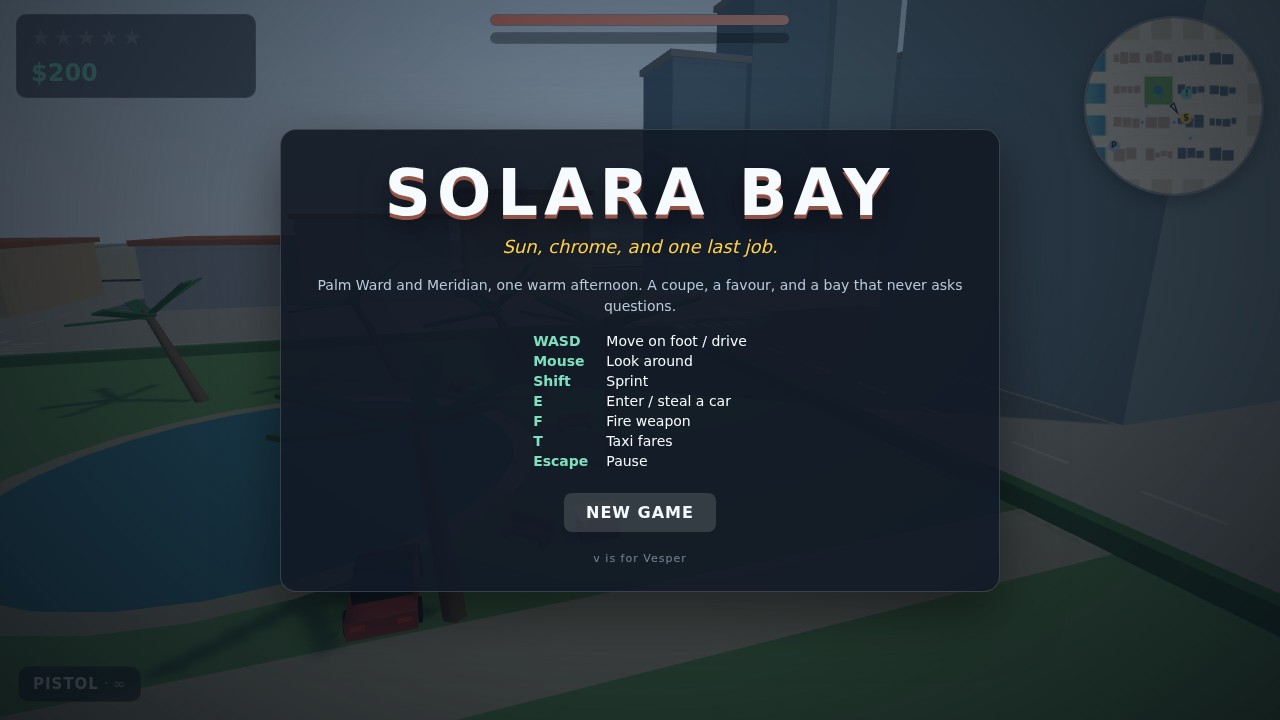 ★★★★★
$200
SOLARA BAY
Sun, chrome, and one last job.
Palm Ward and Meridian, one warm afternoon. A coupe, a favour, and a bay that never asks
questions.
WASD Move on foot / drive
Mouse Look around
Shift Sprint
E Enter / steal a car
F Fire weapon
T Taxi fares
Escape Pause
NEW GAME
v is for Vesper
PISTOL · ∞
$
P